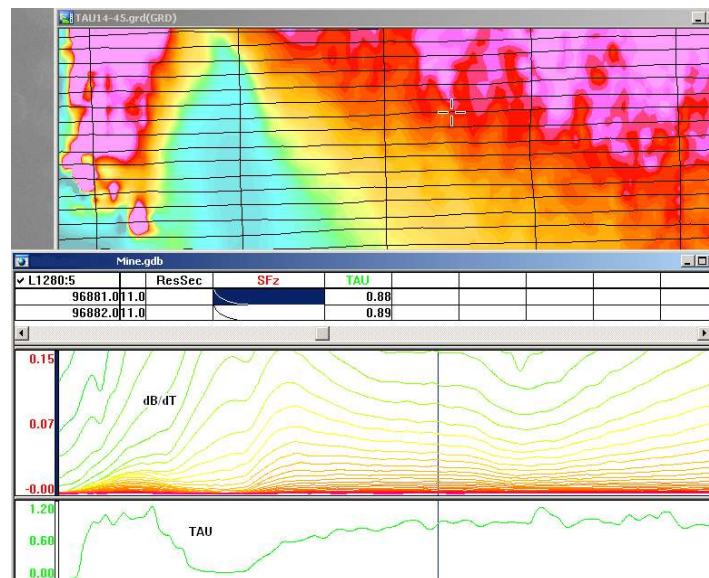 TAU14-45.grd(GRD)
Mine.gdb
✓ L1280:5 ResSec SFz TAU
96881.0 11.0 0.88
96882.0 11.0 0.89
0.15
dB/dT
0.07
-0.00
1.20
0.60
TAU
0.00